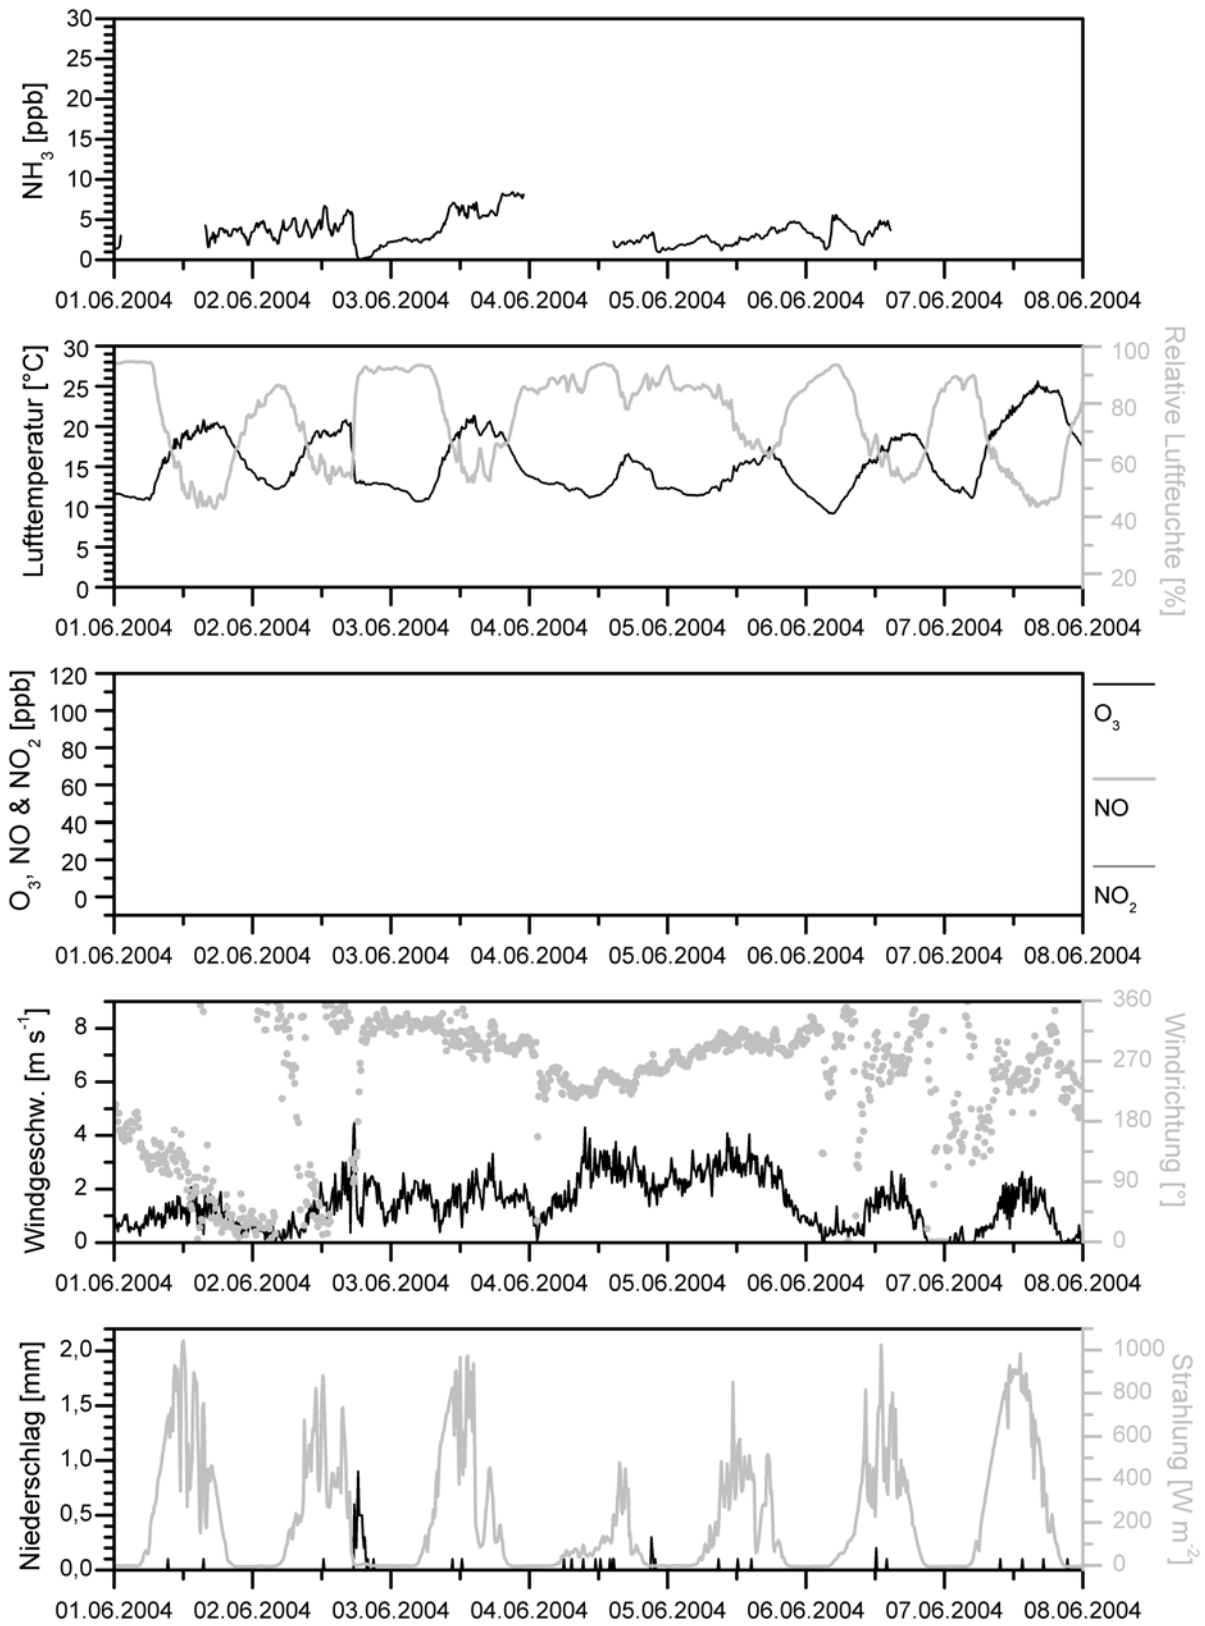 NH3 [ppb]
30
25
20
15
10
5
0
01.06.2004 02.06.2004 03.06.2004 04.06.2004 05.06.2004 06.06.2004 07.06.2004 08.06.2004
Lufttemperatur [°C]
30
25
20
15
10
5
0
Relative Luftfeuchte [%]
100
80
60
40
20
01.06.2004 02.06.2004 03.06.2004 04.06.2004 05.06.2004 06.06.2004 07.06.2004 08.06.2004
O3, NO & NO2 [ppb]
120
100
80
60
40
20
0
O3
NO
NO2
01.06.2004 02.06.2004 03.06.2004 04.06.2004 05.06.2004 06.06.2004 07.06.2004 08.06.2004
Windgeschw. [m s-1]
8
6
4
2
0
Windrichtung [°]
360
270
180
90
0
01.06.2004 02.06.2004 03.06.2004 04.06.2004 05.06.2004 06.06.2004 07.06.2004 08.06.2004
Niederschlag [mm]
2,0
1,5
1,0
0,5
0,0
Strahlung [W m-2]
1000
800
600
400
200
0
01.06.2004 02.06.2004 03.06.2004 04.06.2004 05.06.2004 06.06.2004 07.06.2004 08.06.2004